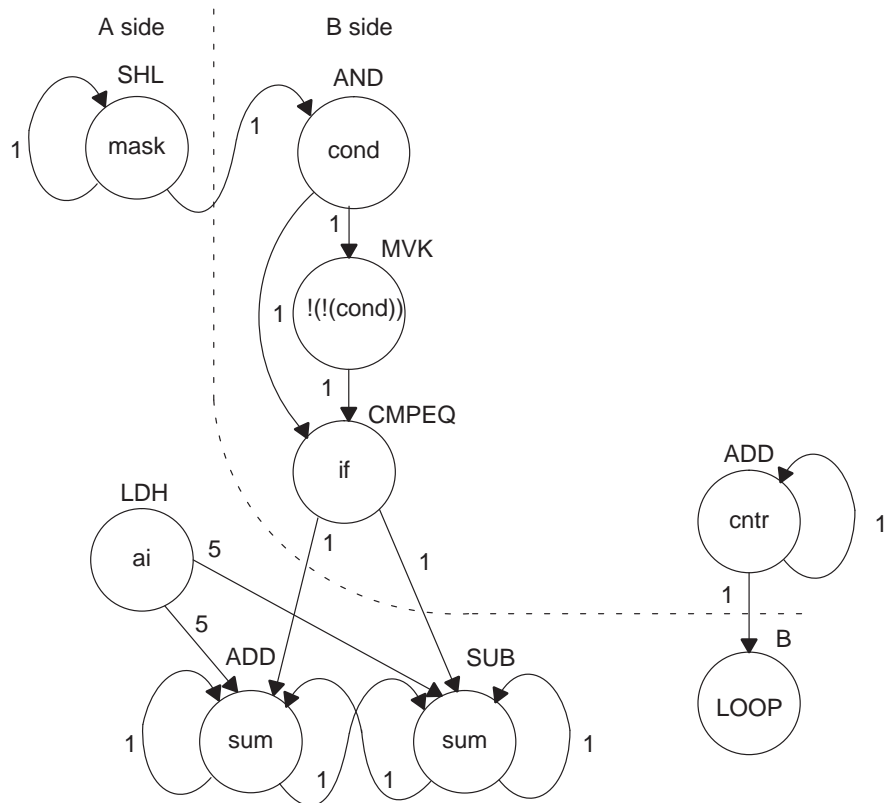 A side
B side
SHL
AND
1
mask
1
cond
1
MVK
!(!(cond))
1
1
CMPEQ
if
ADD
cntr
1
LDH
ai
5
1
1
1
5
ADD
SUB
B
LOOP
1
sum
sum
1
1
1